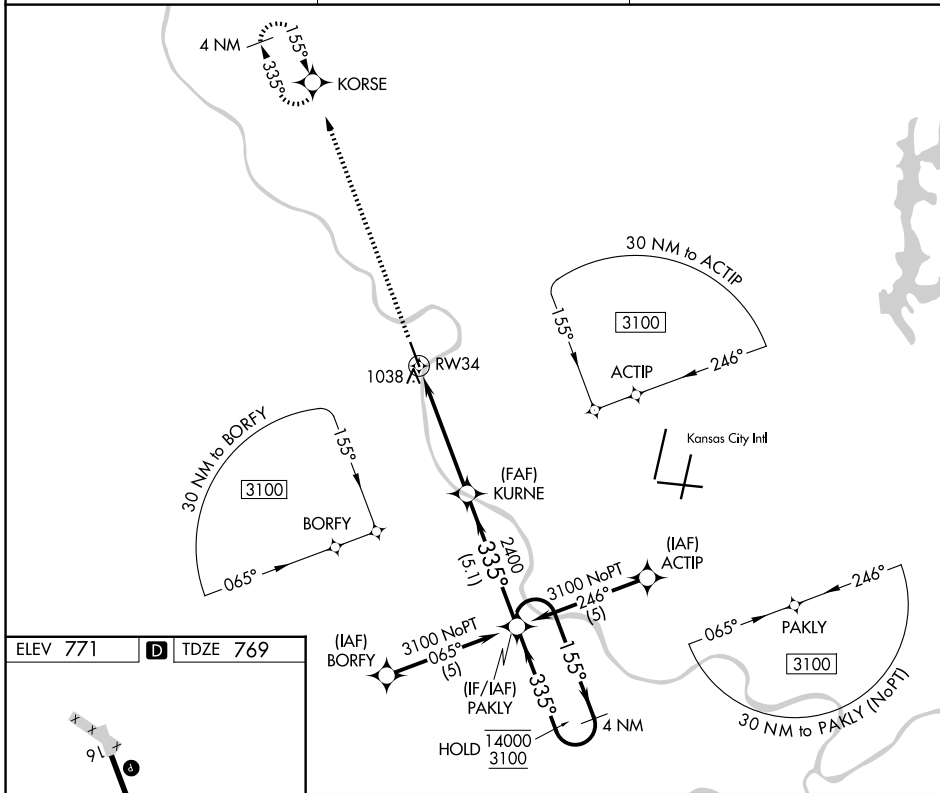 4 NM
155°
335°
KORSE
30 NM to ACTIP
3100
155°
246°
ACTIP
1038
RW34
Kansas City Intl
30 NM to BORFY
155°
3100
BORFY
065°
(FAF)
KURNE
2400
335°
(5.1)
(IAF)
ACTIP
3100 NoPT
246°
(5)
246°
065°
PAKLY
3100
30 NM to PAKLY (NoPT)
(IAF)
BORFY
3100 NoPT
065°
(5)
(IF/IAF)
PAKLY
155°
335°
4 NM
HOLD 14000
3100
ELEV 771 D TDZE 769
X X X
16
P